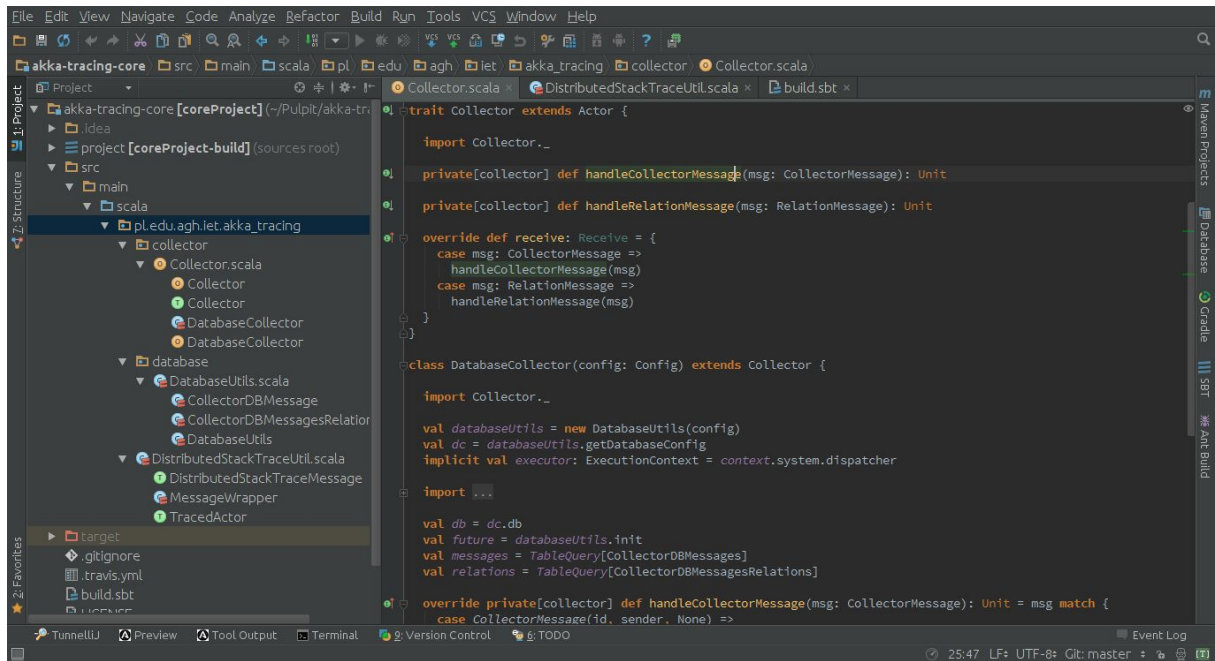 File Edit View Navigate Code Analyze Refactor Build Run Tools VCS Window Help
akka-tracing-core src main scala pl edu agh iet akka_tracing collector Collector.scala
Project
Collector.scala × DistributedStackTraceUtil.scala × build.sbt ×
1: Project
7: Structure
2: Favorites
akka-tracing-core [coreProject] (~/Pulpit/akka-tra
.idea
project [coreProject-build] (sources root)
src
main
scala
pl.edu.agh.iet.akka_tracing
collector
Collector.scala
Collector
Collector
DatabaseCollector
DatabaseCollector
database
DatabaseUtils.scala
CollectorDBMessage
CollectorDBMessagesRelation
DatabaseUtils
DistributedStackTraceUtil.scala
DistributedStackTraceMessage
MessageWrapper
TracedActor
target
.gitignore
.travis.yml
build.sbt
LICENSE
trait Collector extends Actor {
import Collector._
private[collector] def handleCollectorMessage(msg: CollectorMessage): Unit
private[collector] def handleRelationMessage(msg: RelationMessage): Unit
override def receive: Receive = {
case msg: CollectorMessage =>
handleCollectorMessage(msg)
case msg: RelationMessage =>
handleRelationMessage(msg)
}
}
class DatabaseCollector(config: Config) extends Collector {
import Collector._
val databaseUtils = new DatabaseUtils(config)
val dc = databaseUtils.getDatabaseConfig
implicit val executor: ExecutionContext = context.system.dispatcher
import ...
val db = dc.db
val future = databaseUtils.init
val messages = TableQuery[CollectorDBMessages]
val relations = TableQuery[CollectorDBMessagesRelations]
override private[collector] def handleCollectorMessage(msg: CollectorMessage): Unit = msg match {
case CollectorMessage(id, sender, None) =>
Maven Projects
Database
Gradle
SBT
Ant Build
TunnelliJ Preview Tool Output Terminal 9: Version Control 6: TODO Event Log
25:47 LF UTF-8 Git: master